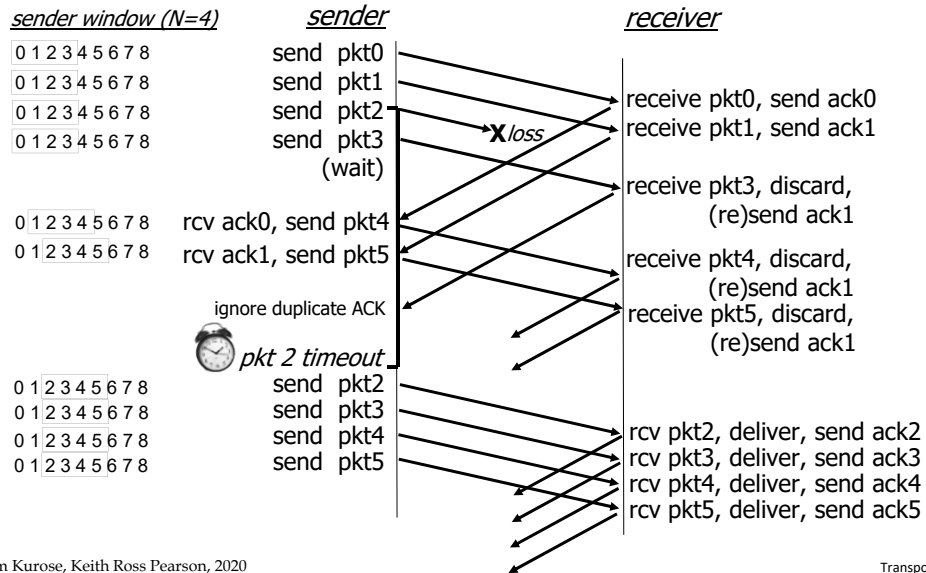 sender window (N=4)
sender
receiver
0 1 2 3 4 5 6 7 8
send pkt0
0 1 2 3 4 5 6 7 8
send pkt1
0 1 2 3 4 5 6 7 8
send pkt2
0 1 2 3 4 5 6 7 8
send pkt3
(wait)
X loss
receive pkt0, send ack0
receive pkt1, send ack1
receive pkt3, discard,
(re)send ack1
0 1 2 3 4 5 6 7 8
rcv ack0, send pkt4
0 1 2 3 4 5 6 7 8
rcv ack1, send pkt5
receive pkt4, discard,
(re)send ack1
receive pkt5, discard,
(re)send ack1
ignore duplicate ACK
pkt 2 timeout
0 1 2 3 4 5 6 7 8
send pkt2
0 1 2 3 4 5 6 7 8
send pkt3
0 1 2 3 4 5 6 7 8
send pkt4
0 1 2 3 4 5 6 7 8
send pkt5
rcv pkt2, deliver, send ack2
rcv pkt3, deliver, send ack3
rcv pkt4, deliver, send ack4
rcv pkt5, deliver, send ack5
m Kurose, Keith Ross Pearson, 2020
Transpo